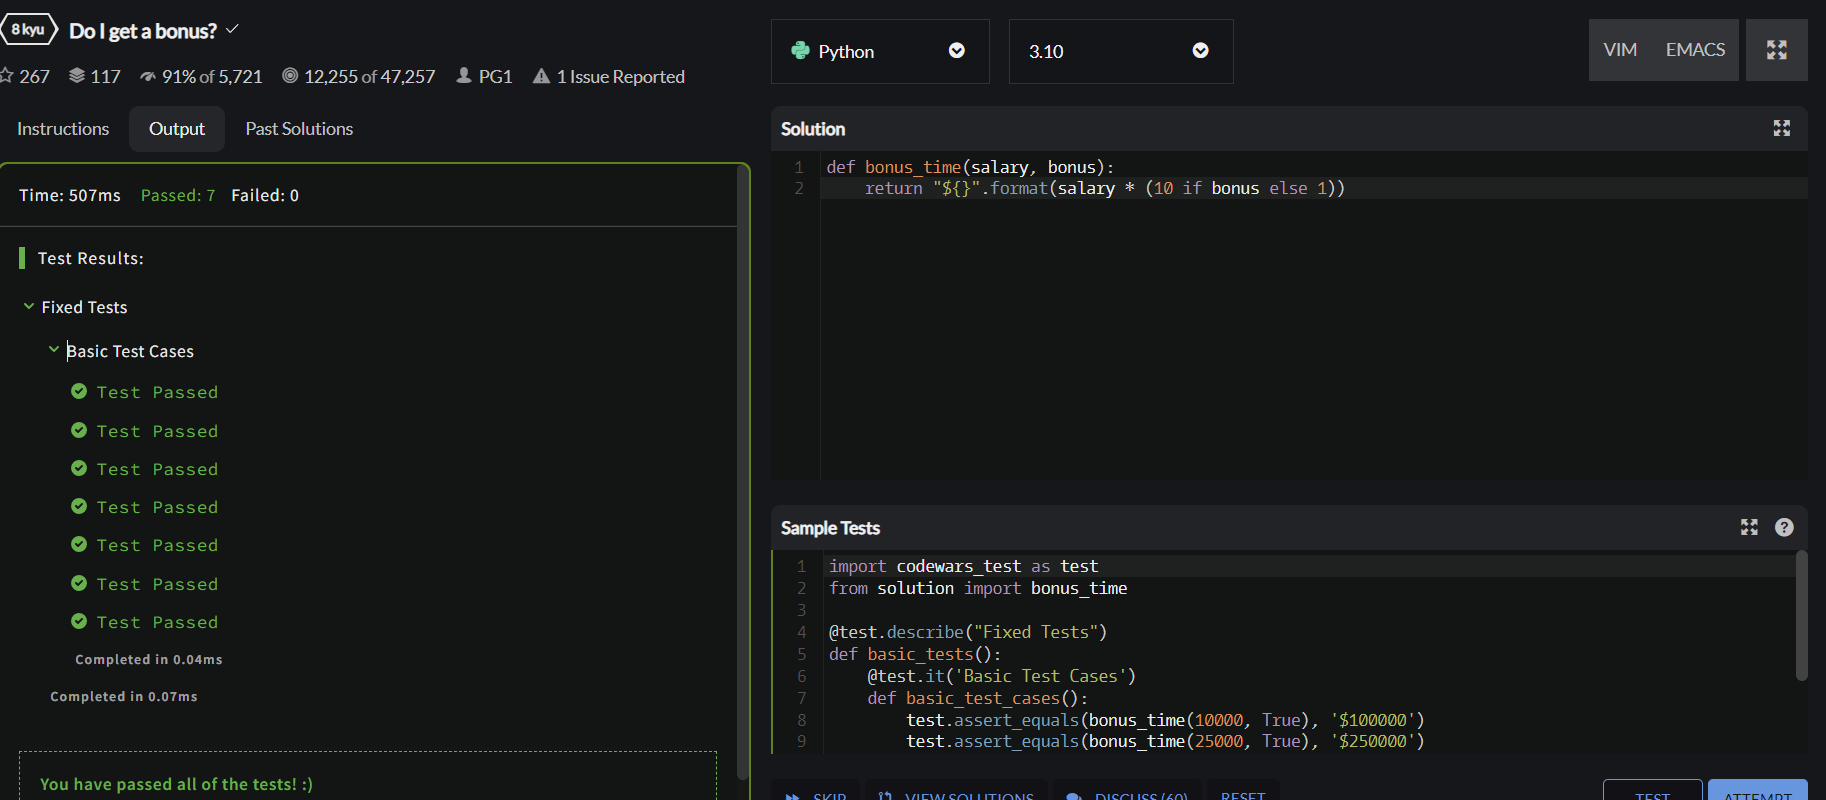 8 kyu Do I get a bonus?
267 117 91% of 5,721 12,255 of 47,257 PG1 1 Issue Reported
Instructions Output Past Solutions
Time: 507ms Passed: 7 Failed: 0
Test Results:
Fixed Tests
Basic Test Cases
Test Passed
Test Passed
Test Passed
Test Passed
Test Passed
Test Passed
Test Passed
Completed in 0.04ms
Completed in 0.07ms
You have passed all of the tests! :)
Python 3.10 VIM EMACS
Solution
1 def bonus_time(salary, bonus):
2     return "${}".format(salary * (10 if bonus else 1))
Sample Tests
1 import codewars_test as test
2 from solution import bonus_time
3
4 @test.describe("Fixed Tests")
5 def basic_tests():
6     @test.it('Basic Test Cases')
7     def basic_test_cases():
8         test.assert_equals(bonus_time(10000, True), '$100000')
9         test.assert_equals(bonus_time(25000, True), '$250000')
SKIP VIEW SOLUTIONS DISCUSS (60) RESET TEST ATTEMPT